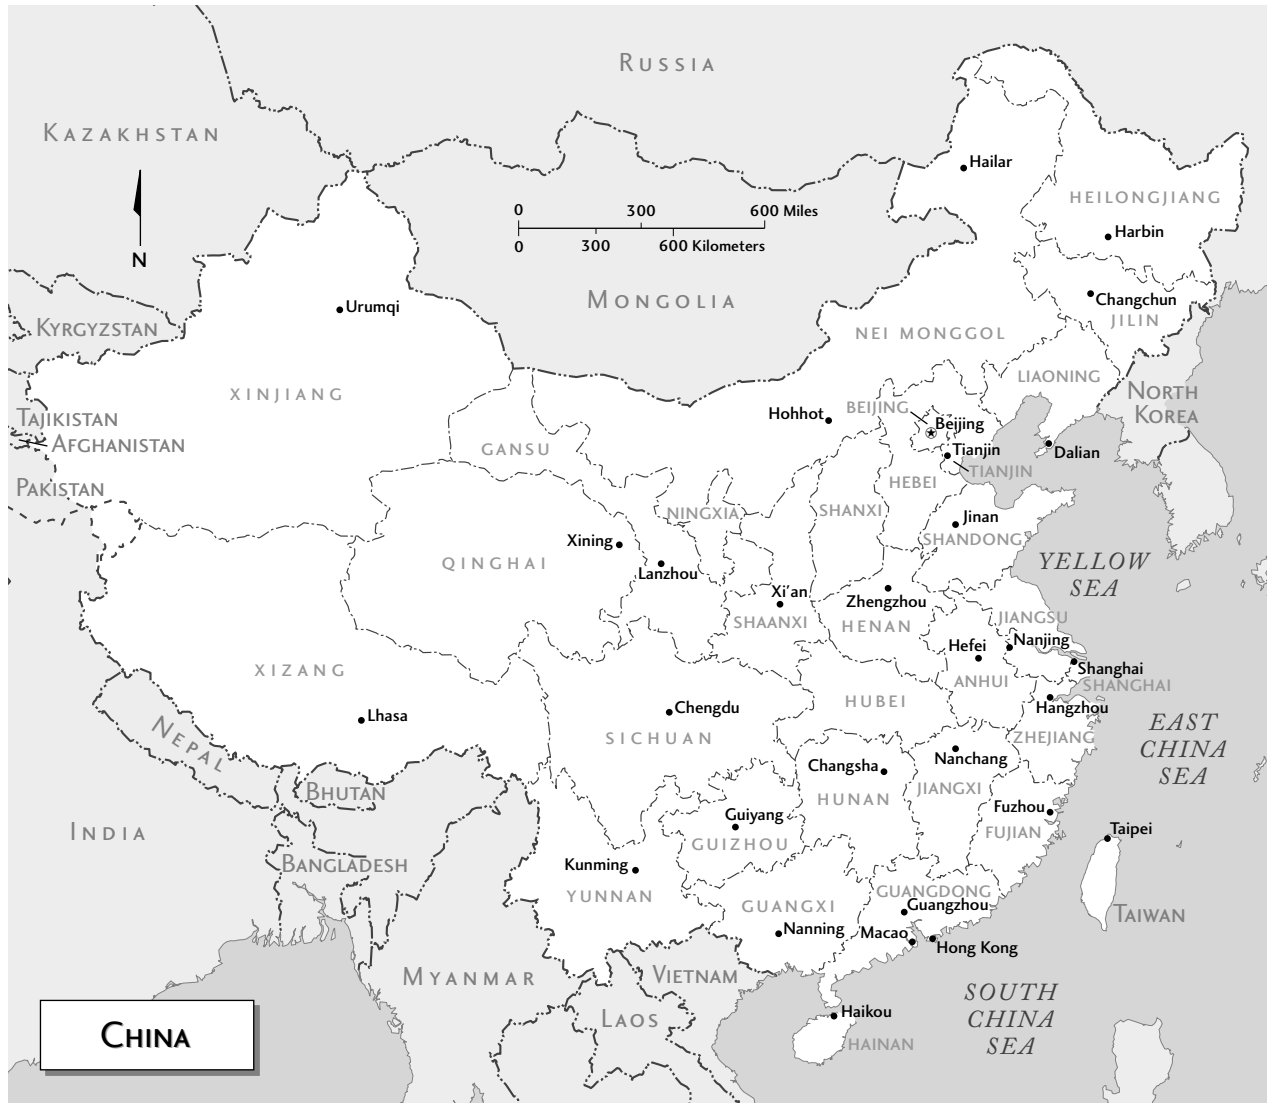 RUSSIA
KAZAKHSTAN
Hailar
HEILONGJIANG
0 300 600 Miles
Harbin
0 300 600 Kilometers
N
MONGOLIA
Changchun
JILIN
Urumqi
KYRGYZSTAN
NEI MONGGOL
LIAONING
XINJIANG
NORTH
KOREA
BEIJING
Hohhot
TAJIKISTAN
Beijing
AFGHANISTAN
GANSU
Tianjin
Dalian
TIANJIN
PAKISTAN
HEBEI
NINGXIA
SHANXI
Jinan
SHANDONG
Xining
QINGHAI
Lanzhou
YELLOW
SEA
Xi'an
Zhengzhou
SHAANXI
HENAN
JIANGSU
Hefei
Nanjing
XIZANG
Shanghai
ANHUI
SHANGHAI
HUBEI
Hangzhou
Lhasa
Chengdu
EAST
CHINA
SEA
NEPAL
SICHUAN
ZHEJIANG
Nanchang
Changsha
BHUTAN
JIANGXI
HUNAN
Fuzhou
Guiyang
INDIA
FUJIAN
Taipei
GUIZHOU
BANGLADESH
Kunming
YUNNAN
GUANGDONG
GUANGXI
Guangzhou
TAIWAN
Nanning
Macao
Hong Kong
MYANMAR
VIETNAM
SOUTH
CHINA
SEA
LAOS
Haikou
HAINAN
CHINA